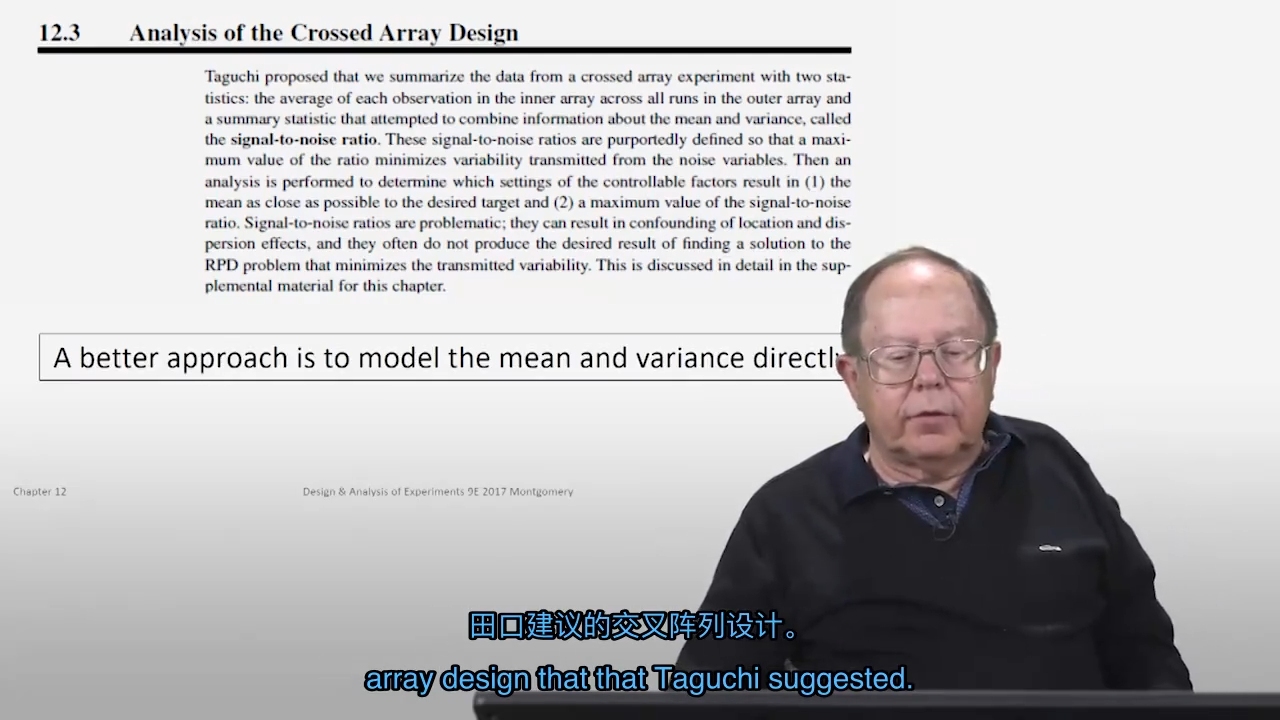 12.3 Analysis of the Crossed Array Design
Taguchi proposed that we summarize the data from a crossed array experiment with two sta-
tistics: the average of each observation in the inner array across all runs in the outer array and
a summary statistic that attempted to combine information about the mean and variance, called
the signal-to-noise ratio. These signal-to-noise ratios are purportedly defined so that a maxi-
mum value of the ratio minimizes variability transmitted from the noise variables. Then an
analysis is performed to determine which settings of the controllable factors result in (1) the
mean as close as possible to the desired target and (2) a maximum value of the signal-to-noise
ratio. Signal-to-noise ratios are problematic; they can result in confounding of location and dis-
persion effects, and they often do not produce the desired result of finding a solution to the
RPD problem that minimizes the transmitted variability. This is discussed in detail in the sup-
plemental material for this chapter.
A better approach is to model the mean and variance directly
Chapter 12
Design & Analysis of Experiments 9E 2017 Montgomery
田口建议的交叉阵列设计。
array design that that Taguchi suggested.